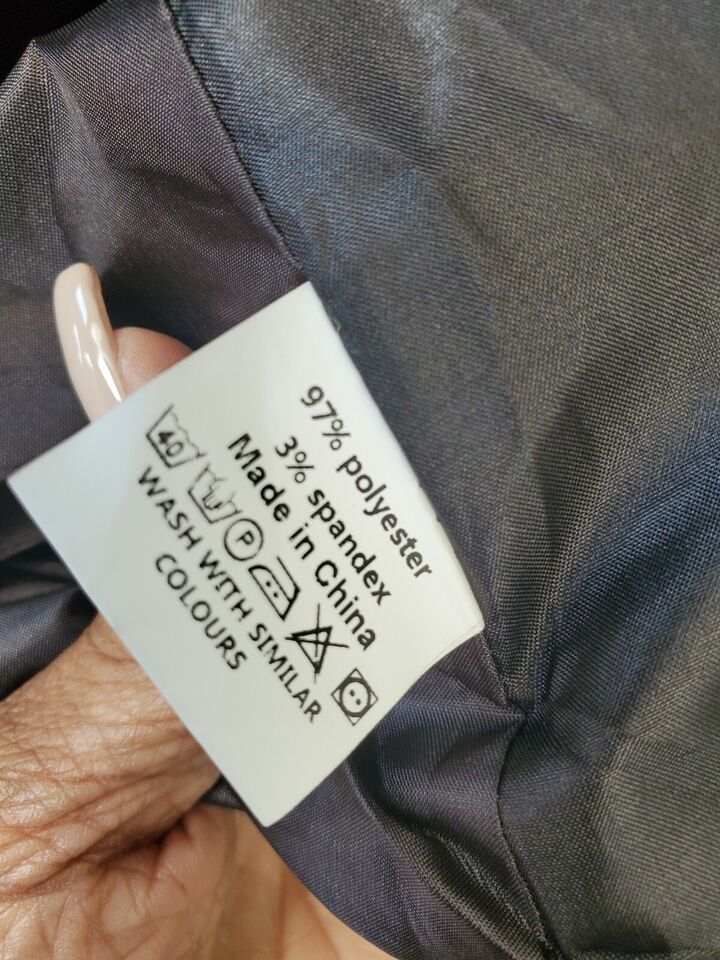 97% polyester
3% spandex
Made in China
40 P
WASH WITH SIMILAR
COLOURS